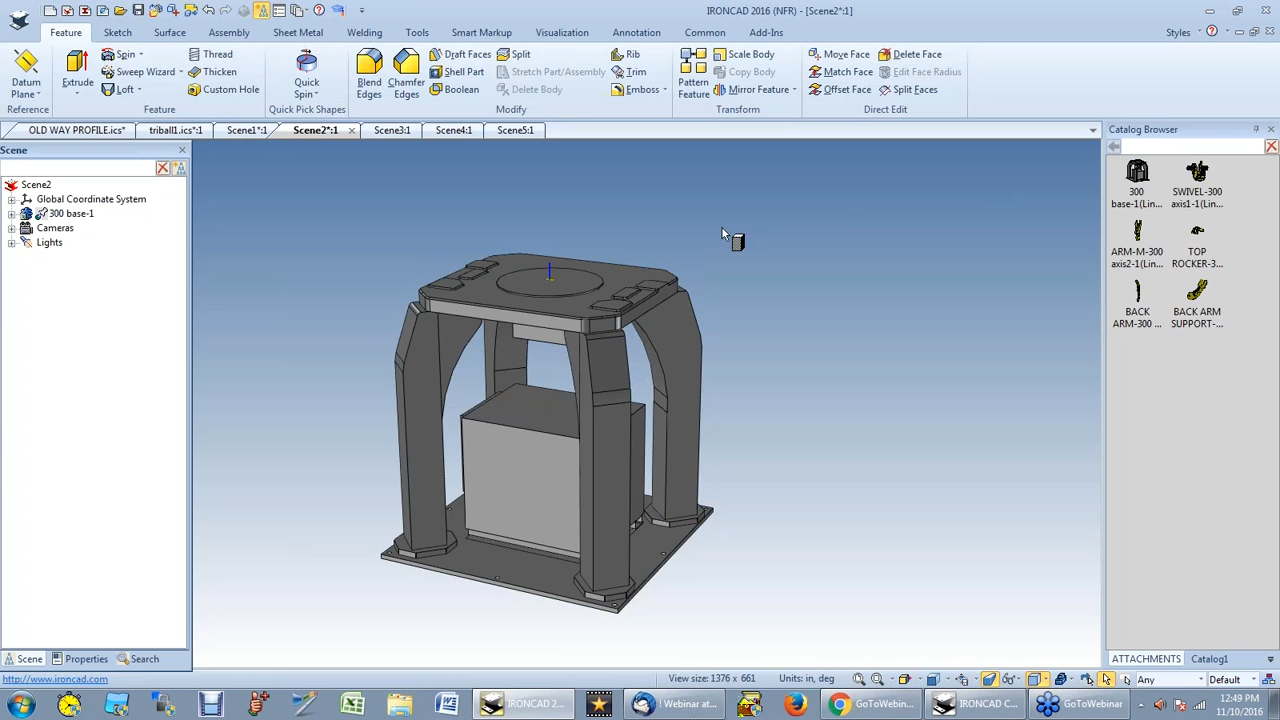 IRONCAD 2016 (NFR) - [Scene2*:1]
Feature Sketch Surface Assembly Sheet Metal Welding Tools Smart Markup Visualization Annotation Common Add-Ins Styles
Spin Thread Draft Faces Split Rib Scale Body Move Face Delete Face
Sweep Wizard Thicken Shell Part Stretch Part/Assembly Trim Copy Body Match Face Edit Face Radius
Datum Plane Extrude Loft Custom Hole Quick Spin Blend Edges Chamfer Edges Boolean Delete Body Emboss Pattern Feature Mirror Feature Offset Face Split Faces
Reference Feature Quick Pick Shapes Modify Transform Direct Edit
OLD WAY PROFILE.ics* triball1.ics*:1 Scene1*:1 Scene2*:1 Scene3:1 Scene4:1 Scene5:1
Scene
Scene2
Global Coordinate System
300 base-1
Cameras
Lights
Catalog Browser
300 SWIVEL-300
base-1(Lin... axis1-1(Lin...
ARM-M-300 TOP
axis2-1(Lin... ROCKER-3...
BACK BACK ARM
ARM-300 ... SUPPORT-...
Scene Properties Search
ATTACHMENTS Catalog1
http://www.ironcad.com View size:1376 x 661 Units: in, deg Any Default
IRONCAD 2... ! Webinar at... GoToWebin... IRONCAD C... GoToWebin...
12:49 PM
11/10/2016